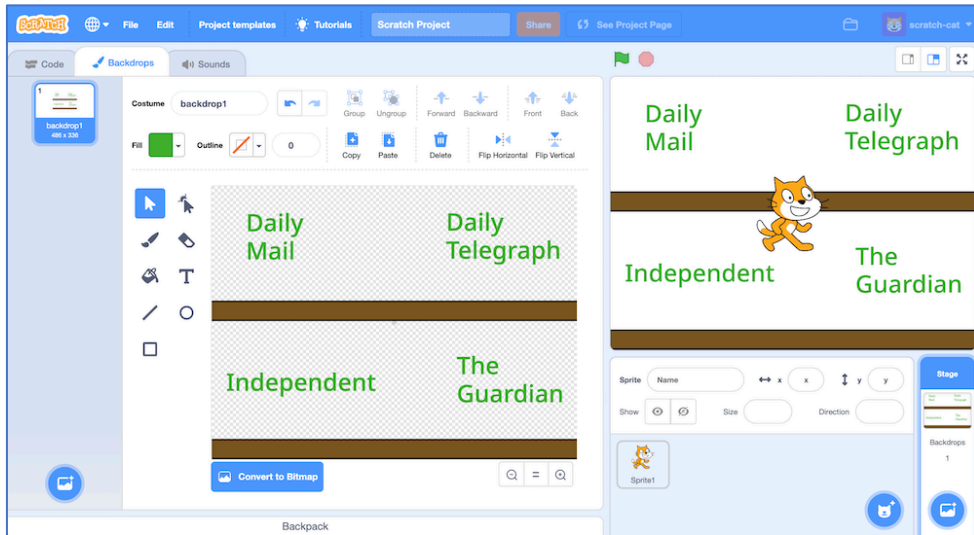 SCRATCH File Edit Project templates Tutorials Scratch Project Share See Project Page scratch-cat
Code Backdrops Sounds
1
backdrop1
486 x 338
Costume backdrop1 Group Ungroup Forward Backward Front Back
Fill Outline 0 Copy Paste Delete Flip Horizontal Flip Vertical
T
Daily
Mail
Daily
Telegraph
Independent
The
Guardian
Convert to Bitmap
Backpack
Daily
Mail
Daily
Telegraph
Independent
The
Guardian
Sprite Name x x y y
Show Size Direction
Sprite1
Stage
Backdrops
1